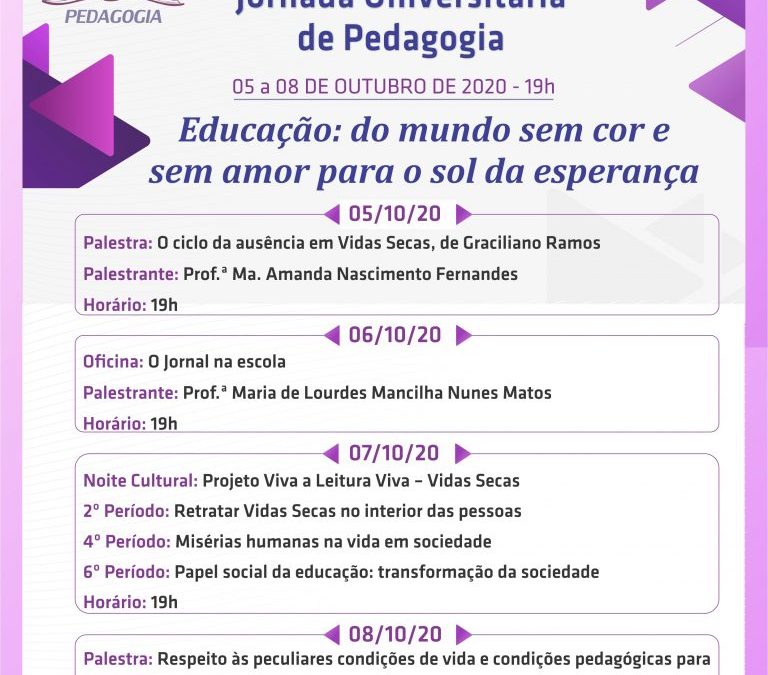 PEDAGOGIA
Jornada Universitária
de Pedagogia
05 a 08 DE OUTUBRO DE 2020 - 19h
Educação: do mundo sem cor e
sem amor para o sol da esperança
05/10/20
Palestra: O ciclo da ausência em Vidas Secas, de Graciliano Ramos
Palestrante: Prof.ª Ma. Amanda Nascimento Fernandes
Horário: 19h
06/10/20
Oficina: O Jornal na escola
Palestrante: Prof.ª Maria de Lourdes Mancilha Nunes Matos
Horário: 19h
07/10/20
Noite Cultural: Projeto Viva a Leitura Viva – Vidas Secas
2º Período: Retratar Vidas Secas no interior das pessoas
4º Período: Misérias humanas na vida em sociedade
6º Período: Papel social da educação: transformação da sociedade
Horário: 19h
08/10/20
Palestra: Respeito às peculiares condições de vida e condições pedagógicas para